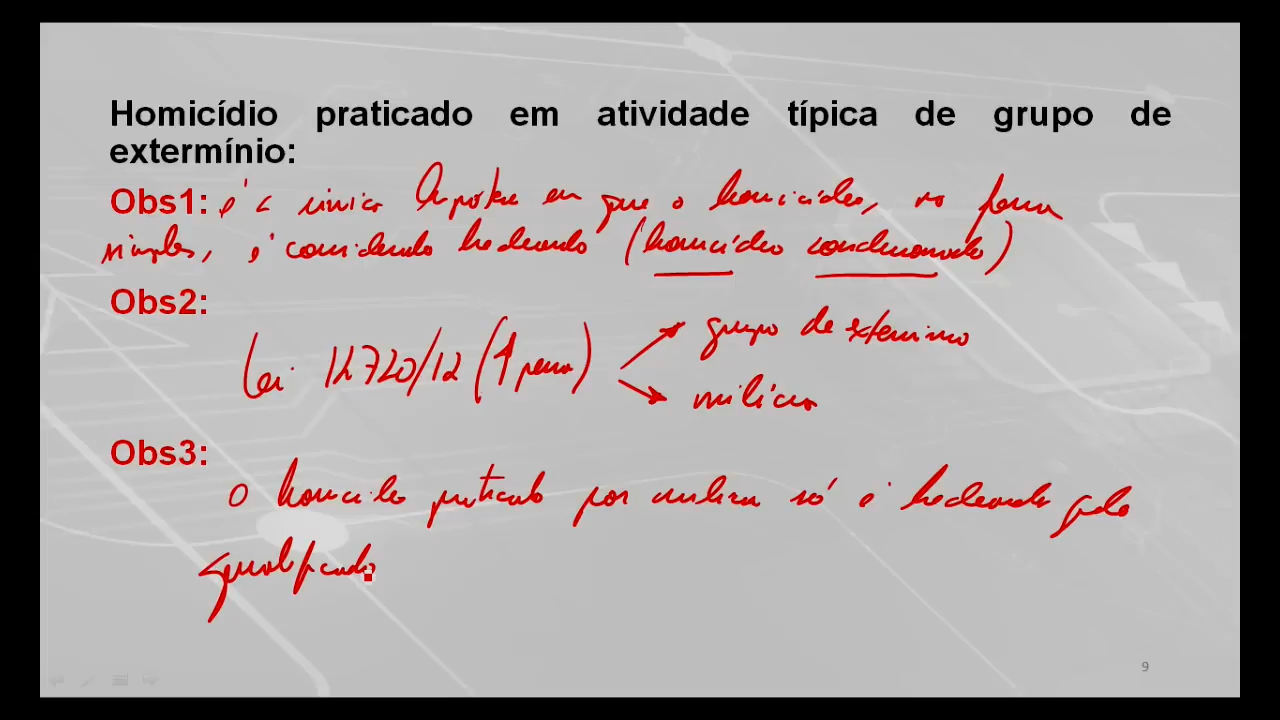 Homicídio praticado em atividade típica de grupo de
extermínio:
Obs1: é a única hipótese em que o homicídio, na forma
simples, é considerado hediondo (homicídio condicionado)
Obs2:
Lei 12720/12 (↑ pena) → grupo de extermínio
→ milícia
Obs3:
O homicídio praticado por milícia só é hediondo
qualificado
9